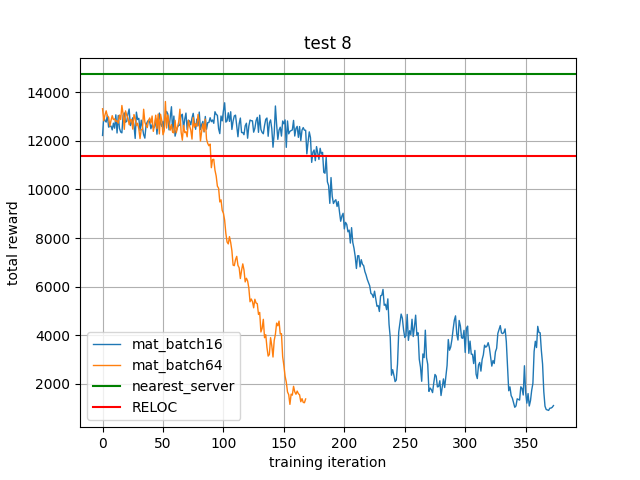 test 8
total reward
14000
12000
10000
8000
6000
4000
2000
mat_batch16
mat_batch64
nearest_server
RELOC
0 50 100 150 200 250 300 350
training iteration